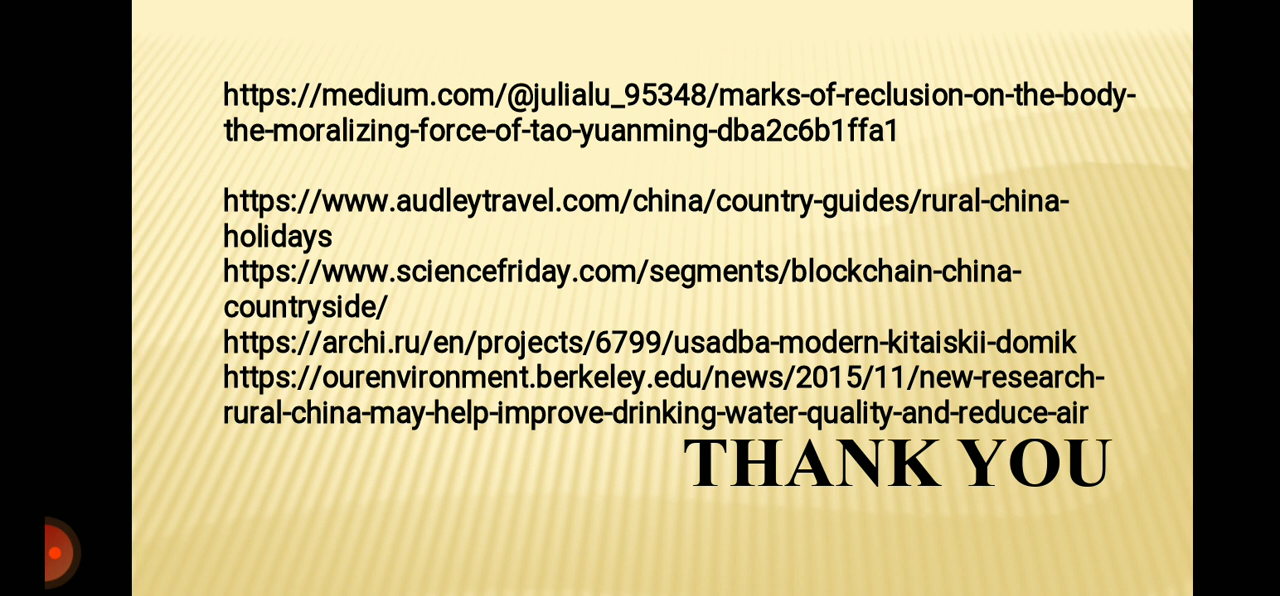 https://medium.com/@julialu_95348/marks-of-reclusion-on-the-body-
the-moralizing-force-of-tao-yuanming-dba2c6b1ffa1
https://www.audleytravel.com/china/country-guides/rural-china-
holidays
https://www.sciencefriday.com/segments/blockchain-china-
countryside/
https://archi.ru/en/projects/6799/usadba-modern-kitaiskii-domik
https://ourenvironment.berkeley.edu/news/2015/11/new-research-
rural-china-may-help-improve-drinking-water-quality-and-reduce-air
THANK YOU